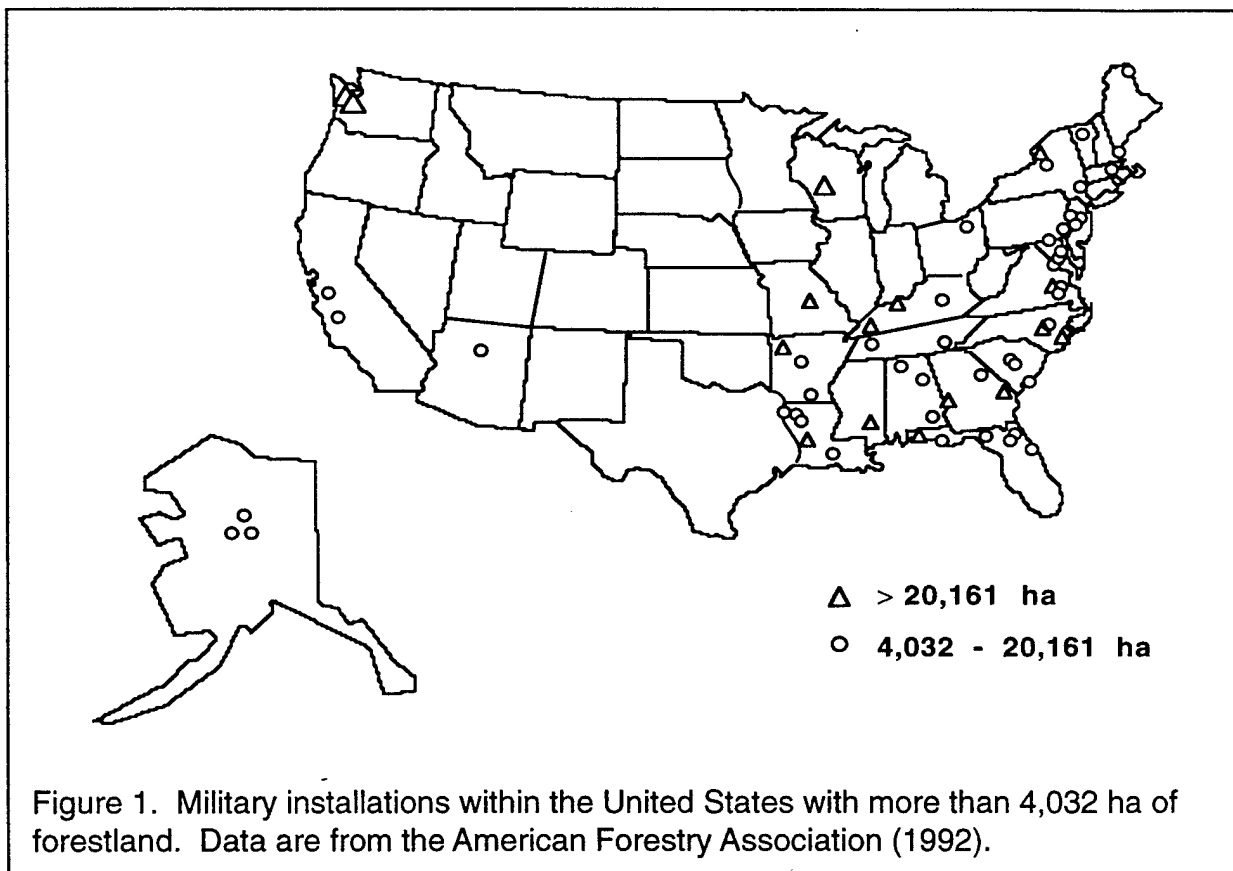 > 20,161 ha
4,032 - 20,161 ha
Figure 1. Military installations within the United States with more than 4,032 ha of
forestland. Data are from the American Forestry Association (1992).